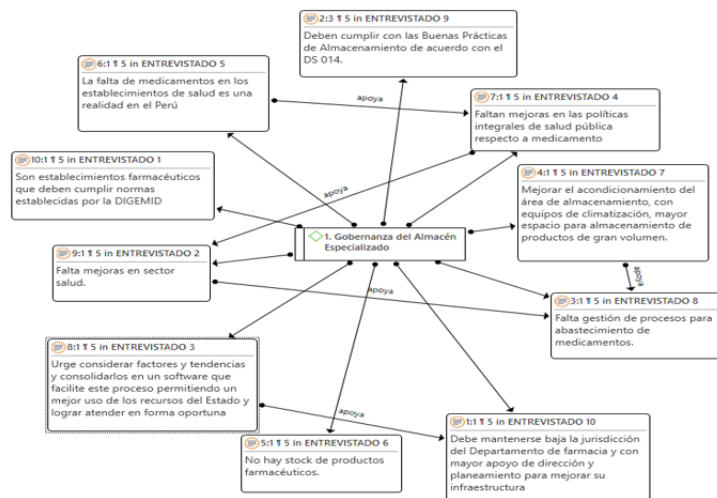 2:3 ¶ 5 in ENTREVISTADO 9
Deben cumplir con las Buenas Prácticas
de Almacenamiento de acuerdo con el
DS 014.
6:1 ¶ 5 in ENTREVISTADO 5
La falta de medicamentos en los
establecimientos de salud es una
realidad en el Perú
apoya
7:1 ¶ 5 in ENTREVISTADO 4
Faltan mejoras en las políticas
integrales de salud pública
respecto a medicamento
10:1 ¶ 5 in ENTREVISTADO 1
Son establecimientos farmacéuticos
que deben cumplir normas
establecidas por la DIGEMID
apoya
4:1 ¶ 5 in ENTREVISTADO 7
Mejorar el acondicionamiento del
área de almacenamiento, con
equipos de climatización, mayor
espacio para almacenamiento de
productos de gran volumen.
1. Gobernanza del Almacén
Especializado
9:1 ¶ 5 in ENTREVISTADO 2
Falta mejoras en sector
salud.
apoya
apoya
3:1 ¶ 5 in ENTREVISTADO 8
Falta gestión de procesos para
abastecimiento de
medicamentos.
8:1 ¶ 5 in ENTREVISTADO 3
Urge considerar factores y tendencias
y consolidarlos en un software que
facilite este proceso permitiendo un
mejor uso de los recursos del Estado y
lograr atender en forma oportuna
apoya
1:1 ¶ 5 in ENTREVISTADO 10
Debe mantenerse baja la jurisdicción
del Departamento de farmacia y con
mayor apoyo de dirección y
planeamiento para mejorar su
infraestructura
5:1 ¶ 5 in ENTREVISTADO 6
No hay stock de productos
farmacéuticos.